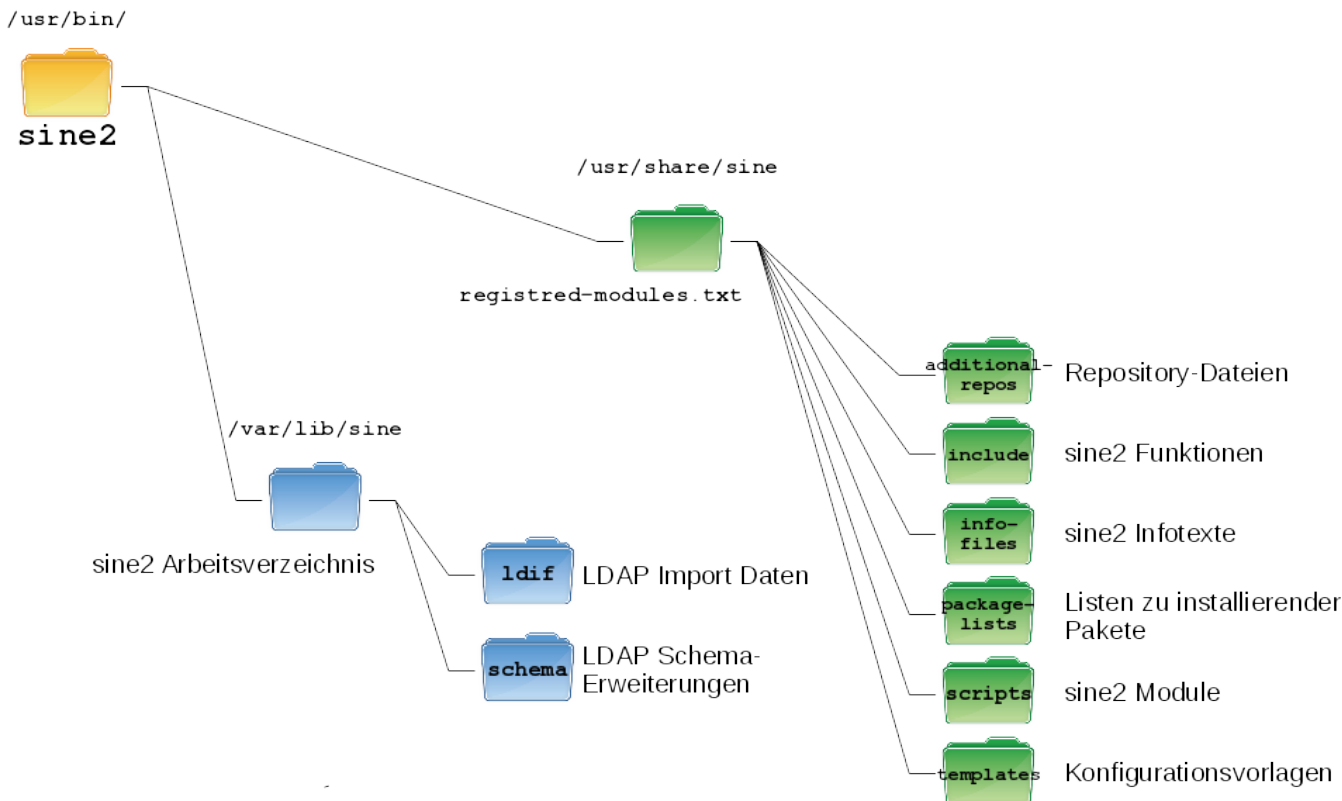 /usr/bin/
sine2
/usr/share/sine
registred-modules.txt
additional-
repos
Repository-Dateien
include
sine2 Funktionen
info-
files
sine2 Infotexte
package-
lists
Listen zu installierender
Pakete
scripts
sine2 Module
templates
Konfigurationsvorlagen
/var/lib/sine
sine2 Arbeitsverzeichnis
ldif
LDAP Import Daten
schema
LDAP Schema-
Erweiterungen